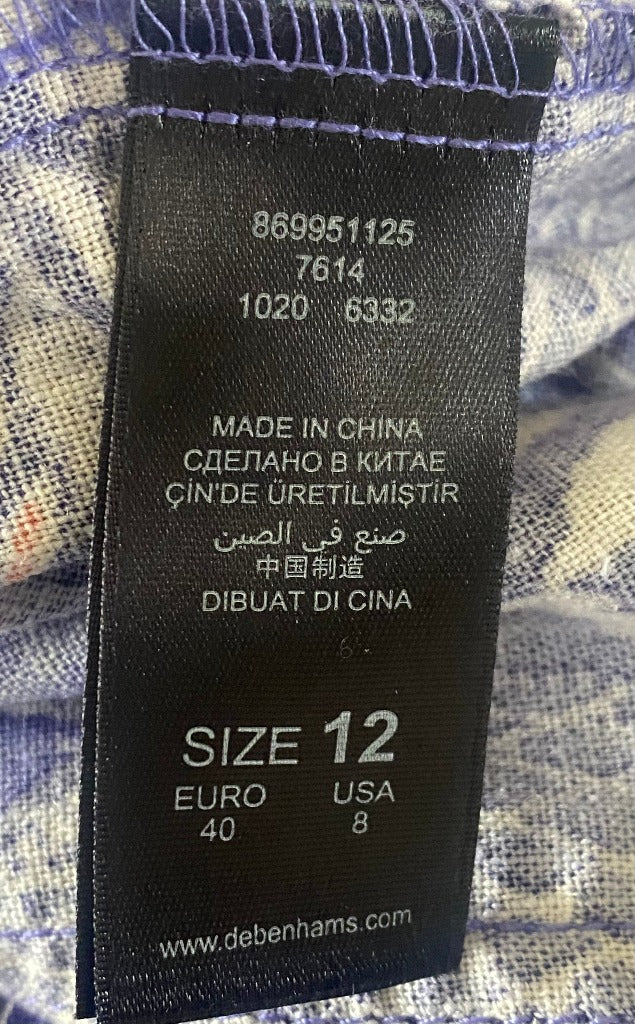 869951125
7614
1020 6332
MADE IN CHINA
СДЕЛАНО В КИТАЕ
ÇİN'DE ÜRETİLMİŞTİR
صنع في الصين
中国制造
DIBUAT DI CINA
6
SIZE 12
EURO USA
40 8
www.debenhams.com